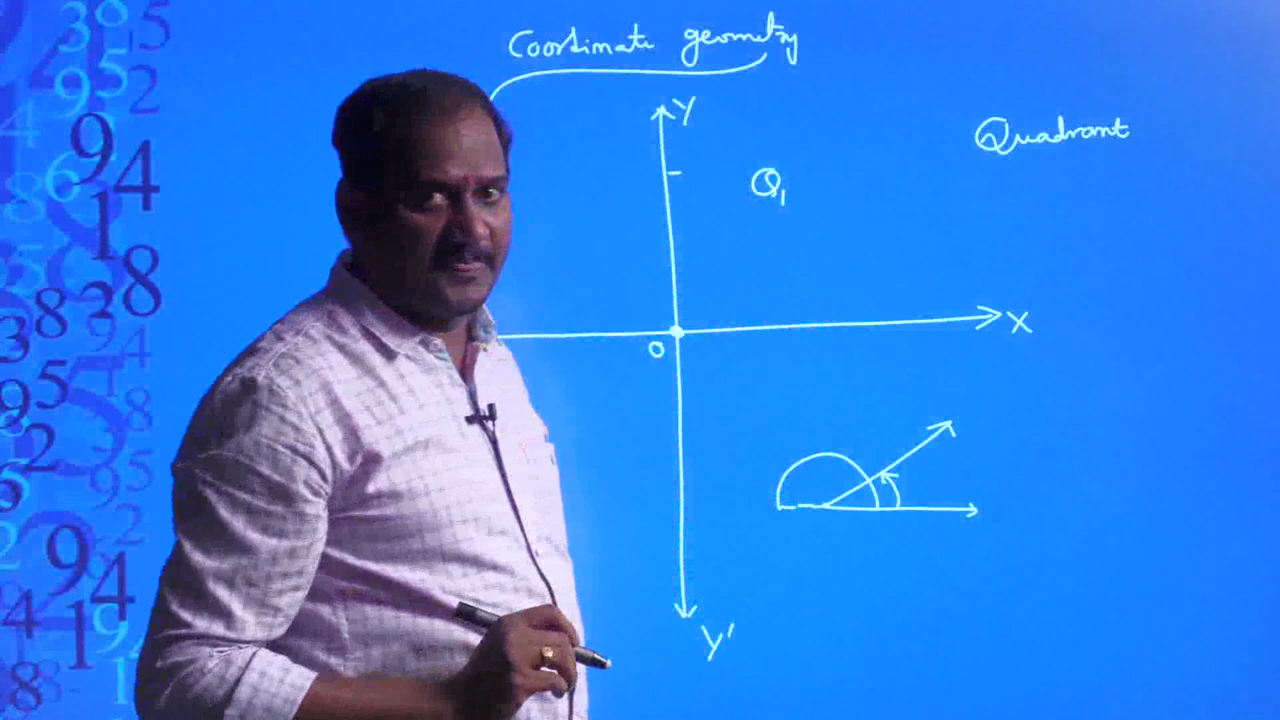 Coordinate geometry
Y
Quadrant
Q₁
X
O
Y'